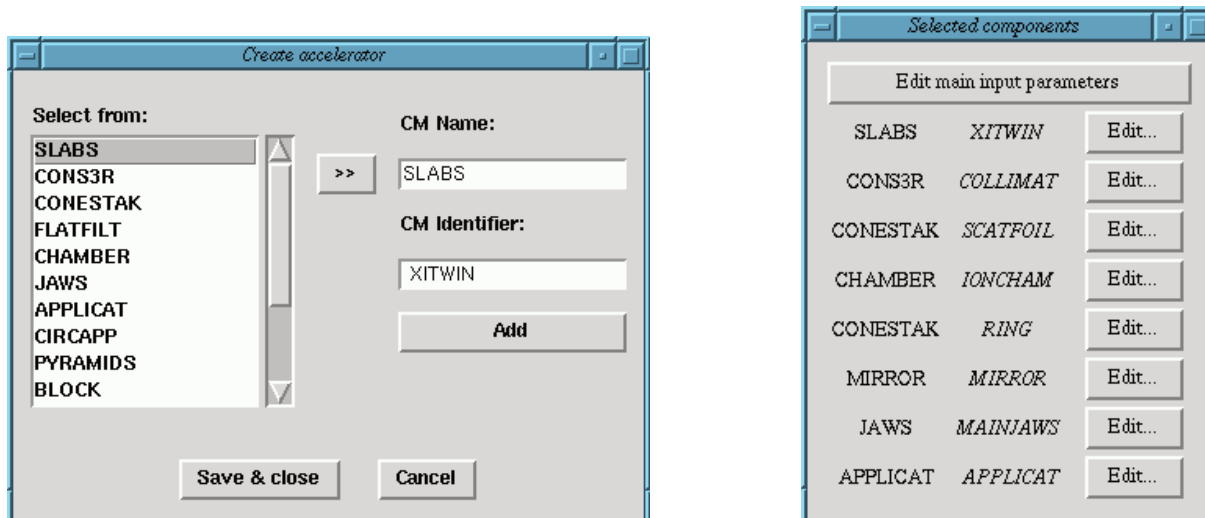 Create accelerator
Select from:
SLABS
CONS3R
CONESTAK
FLATFILT
CHAMBER
JAWS
APPLICAT
CIRCAPP
PYRAMIDS
BLOCK
>>
CM Name:
SLABS
CM Identifier:
XITWIN
Add
Save & close
Cancel
Selected components
Edit main input parameters
SLABS XITWIN Edit...
CONS3R COLLIMAT Edit...
CONESTAK SCATFOIL Edit...
CHAMBER IONCHAM Edit...
CONESTAK RING Edit...
MIRROR MIRROR Edit...
JAWS MAINJAWS Edit...
APPLICAT APPLICAT Edit...